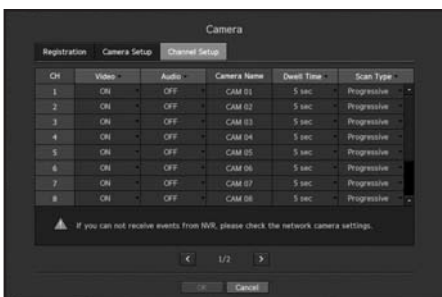 Camera
Registration Camera Setup Channel Setup
CH Video Audio Camera Name Dwell Time Scan Type
1 ON OFF CAM 01 5 sec Progressive
2 ON OFF CAM 02 5 sec Progressive
3 ON OFF CAM 03 5 sec Progressive
4 ON OFF CAM 04 5 sec Progressive
5 ON OFF CAM 05 5 sec Progressive
6 ON OFF CAM 06 5 sec Progressive
7 ON OFF CAM 07 5 sec Progressive
8 ON OFF CAM 08 5 sec Progressive
If you can not receive events from NVR, please check the network camera settings.
< 1/2 >
OK Cancel